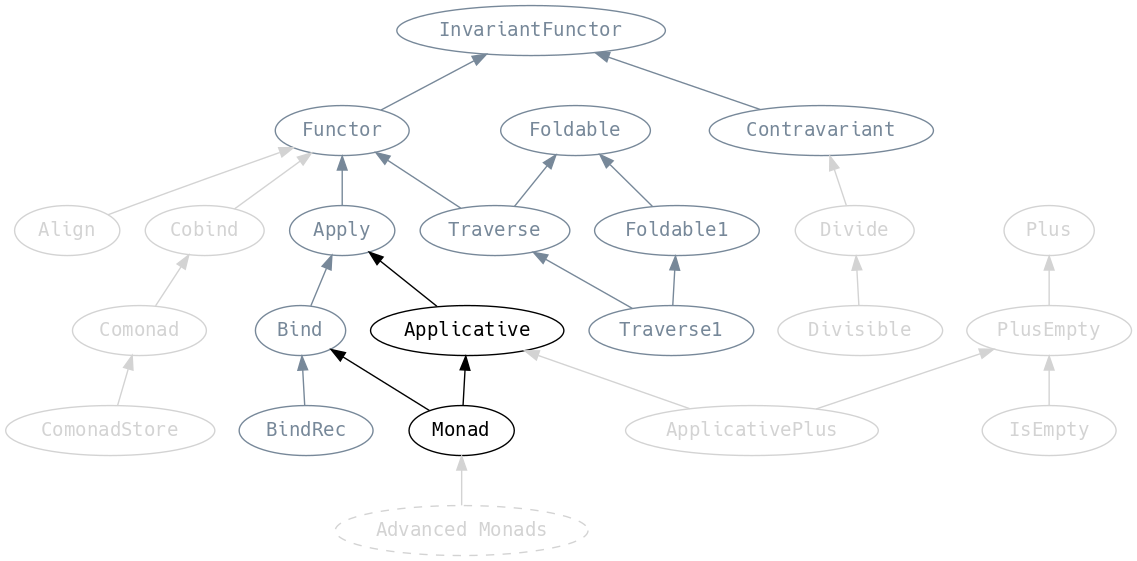 InvariantFunctor
Functor
Foldable
Contravariant
Align
Cobind
Apply
Traverse
Foldable1
Divide
Plus
Comonad
Bind
Applicative
Traverse1
Divisible
PlusEmpty
ComonadStore
BindRec
Monad
ApplicativePlus
IsEmpty
Advanced Monads